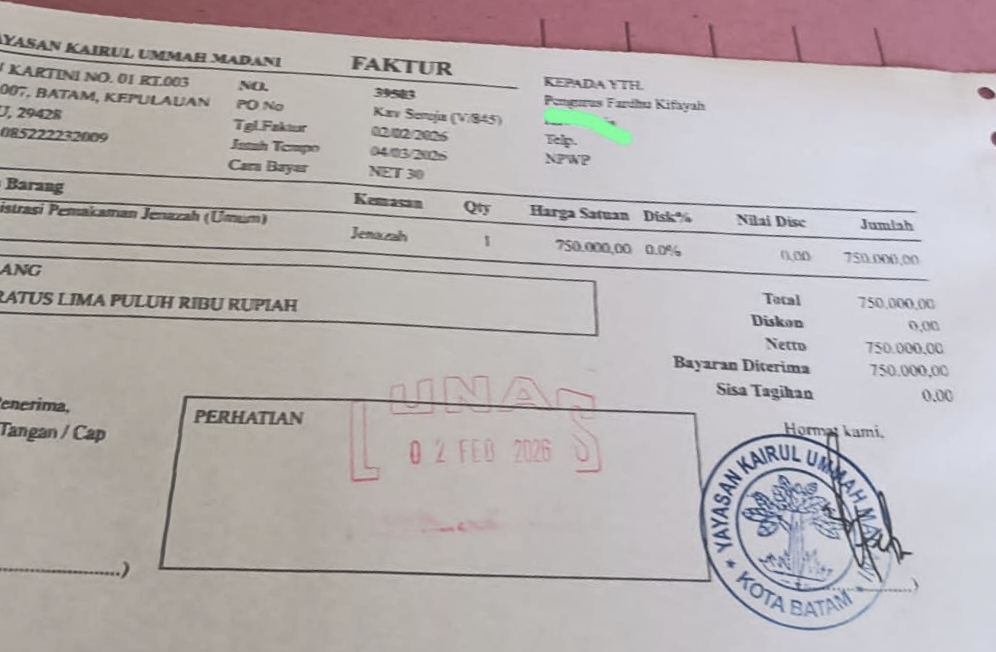 YAYASAN KAIRUL UMMAH MADANI
KARTINI NO. 01 RT.003
007, BATAM, KEPULAUAN
U, 29428
085222232009
FAKTUR
NO. 39583
PO No Kav Seruja (V/845)
Tgl.Faktur 02/02/2026
Jatuh Tempo 04/03/2026
Cara Bayar NET 30
KEPADA YTH.
Pengurus Fardhu Kifayah
Telp.
NPWP
Barang Kemasan Qty Harga Satuan Disk% Nilai Disc Jumlah
istrasi Pemakaman Jenazah (Umum) Jenazah 1 750.000,00 0.0% 0,00 750.000,00
ANG
RATUS LIMA PULUH RIBU RUPIAH
Total 750.000,00
Diskon 0,00
Netto 750.000,00
Bayaran Diterima 750.000,00
Sisa Tagihan 0,00
enerima,
Tangan / Cap
PERHATIAN
LUNAS
02 FEB 2026
Hormat kami,
YAYASAN KAIRUL UMMAH MA
KOTA BATAM